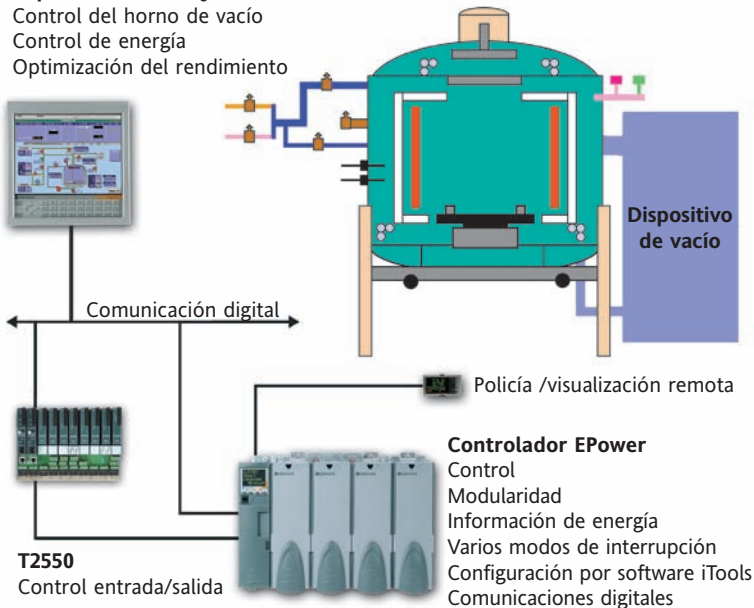 Control del horno de vacío
Control de energía
Optimización del rendimiento
Dispositivo
de vacío
Comunicación digital
Policía /visualización remota
Controlador EPower
Control
Modularidad
Información de energía
Varios modos de interrupción
Configuración por software iTools
Comunicaciones digitales
T2550
Control entrada/salida